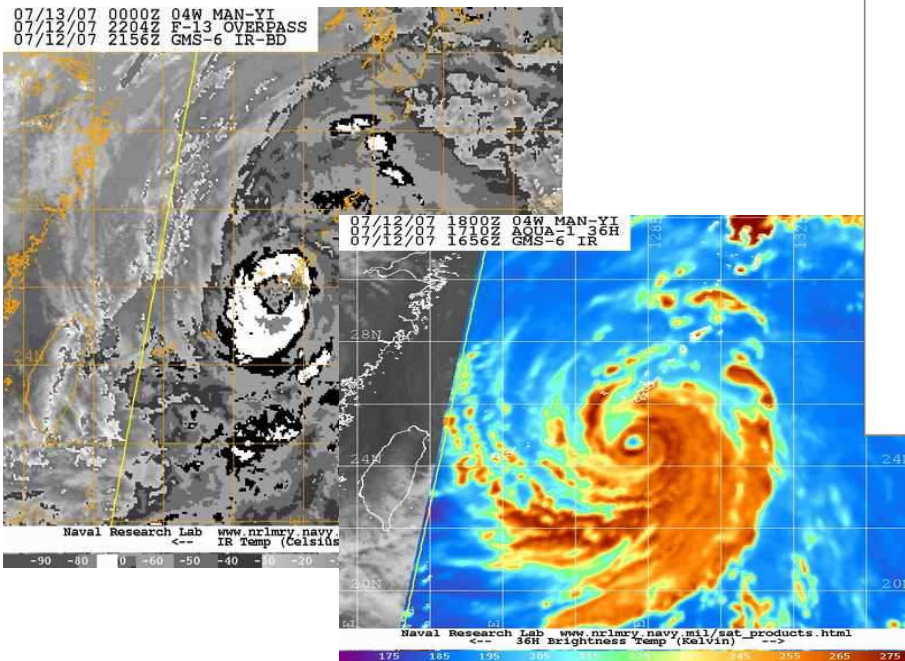 07/13/07 0000Z 04W MAN-YI
07/12/07 2204Z F-13 OVERPASS
07/12/07 2156Z GMS-6 IR-BD
24N
Naval Research Lab www.nrlmry.navy.
<-- IR Temp (Celsius
-90 -80 0 -60 -50 -40 -30 -20
07/12/07 1800Z 04W MAN-YI
07/12/07 1710Z AQUA-1 36H
07/12/07 1656Z GMS-6 IR
28N
24N
24N
20N
20N
Naval Research Lab www.nrlmry.navy.mil/sat_products.html
<-- 36H Brightness Temp (Kelvin) -->
175 185 195 205 215 225 235 245 255 265 275